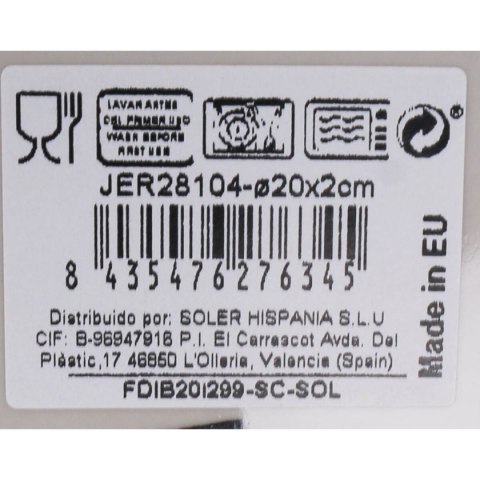 LAVAR ANTES
DEL PRIMER USO
WASH BEFORE
FIRST USE
®
JER28104-ø20x2cm
8 435476 276345
Distribuido por: SOLER HISPANIA S.L.U
CIF: B-96947916 P.I. El Carrascot Avda. Del
Plàstic,17 46850 L'Olleria, Valencia (Spain)
FDIB201299-SC-SOL
Made in EU